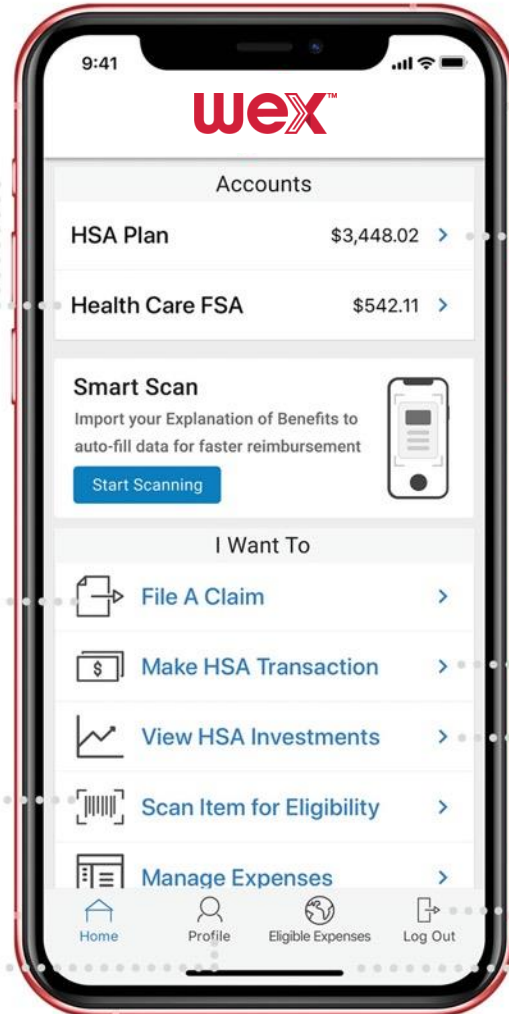 9:41
wex™
Accounts
HSA Plan $3,448.02
Health Care FSA $542.11
Smart Scan
Import your Explanation of Benefits to
auto-fill data for faster reimbursement
Start Scanning
I Want To
File A Claim
$
Make HSA Transaction
View HSA Investments
Scan Item for Eligibility
Manage Expenses
Home Profile Eligible Expenses Log Out